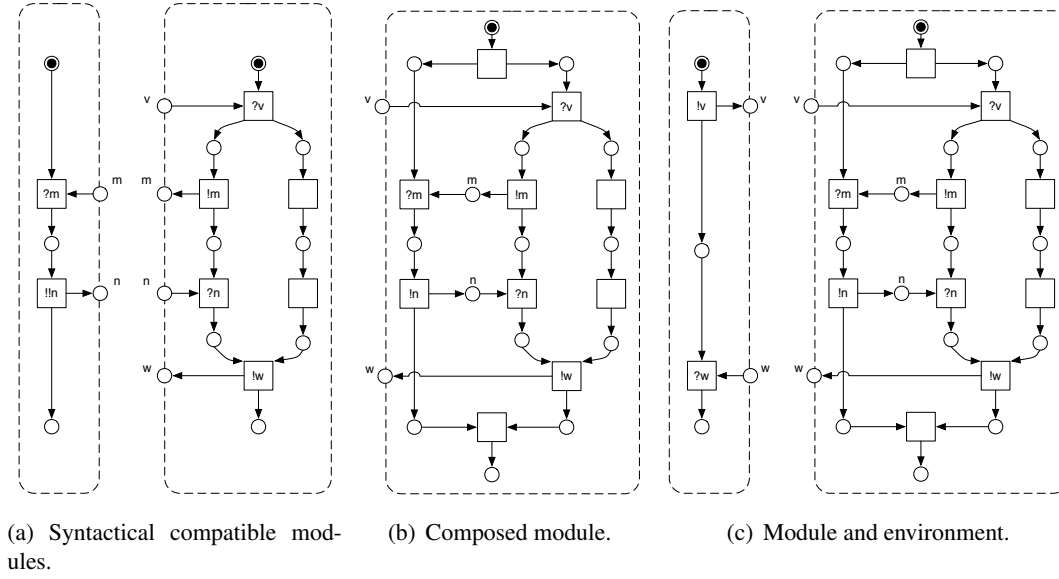 v
!v
v
?v
v
?v
v
?v
m
?m
m
!m
?m
m
!m
?m
m
!m
!!n
n
n
?n
!n
n
?n
!n
n
?n
w
!w
w
!w
?w
w
w
!w
(a) Syntactical compatible mod-
ules.
(b) Composed module.
(c) Module and environment.